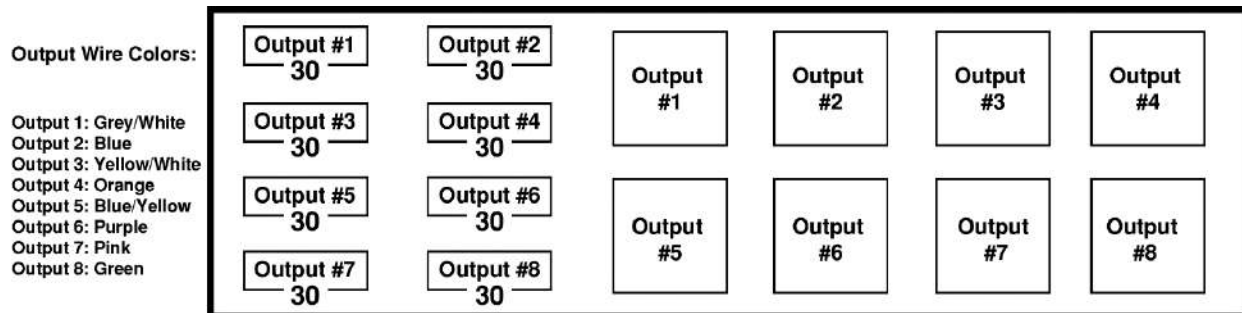 Output Wire Colors:
Output 1: Grey/White
Output 2: Blue
Output 3: Yellow/White
Output 4: Orange
Output 5: Blue/Yellow
Output 6: Purple
Output 7: Pink
Output 8: Green
Output #1
30
Output #2
30
Output #3
30
Output #4
30
Output #5
30
Output #6
30
Output #7
30
Output #8
30
Output
#1
Output
#2
Output
#3
Output
#4
Output
#5
Output
#6
Output
#7
Output
#8